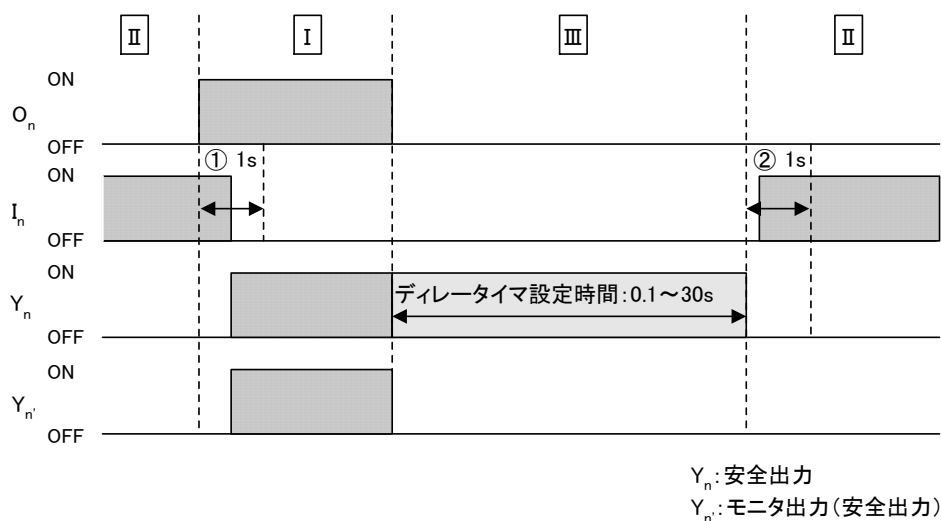 Ⅱ Ⅰ Ⅲ Ⅱ
ON
On
OFF
① 1s ② 1s
ON
In
OFF
ON
Yn ディレータイマ設定時間:0.1～30s
OFF
ON
Yn'
OFF
Yn:安全出力
Yn':モニタ出力(安全出力)